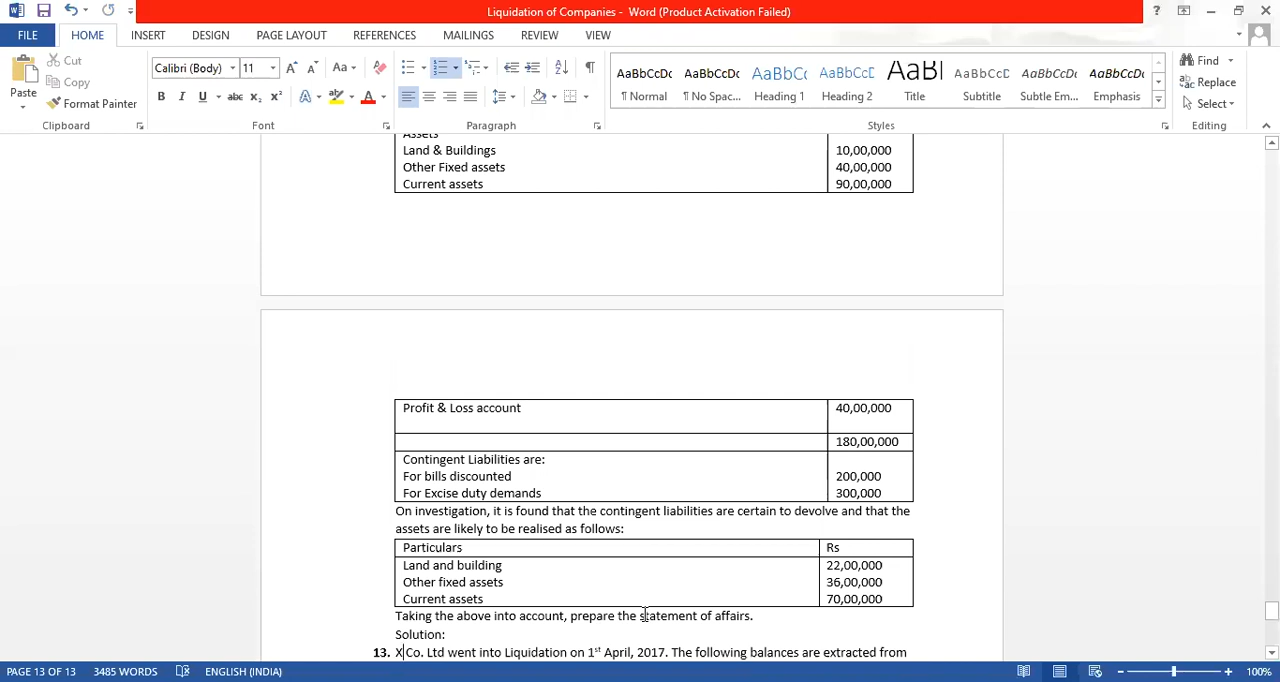 Liquidation of Companies - Word (Product Activation Failed)
FILE HOME INSERT DESIGN PAGE LAYOUT REFERENCES MAILINGS REVIEW VIEW
Cut
Copy
Format Painter
Paste
Clipboard
Calibri (Body) 11
Font
Paragraph
AaBbCcDc AaBbCcDc AaBbC AaBbCcE AaBl AaBbCcD AaBbCcDt AaBbCcDt
¶ Normal ¶ No Spac... Heading 1 Heading 2 Title Subtitle Subtle Em... Emphasis
Styles
Find
Replace
Select
Editing
Assets
Land & Buildings 10,00,000
Other Fixed assets 40,00,000
Current assets 90,00,000
Profit & Loss account 40,00,000
180,00,000
Contingent Liabilities are:
For bills discounted 200,000
For Excise duty demands 300,000
On investigation, it is found that the contingent liabilities are certain to devolve and that the
assets are likely to be realised as follows:
Particulars Rs
Land and building 22,00,000
Other fixed assets 36,00,000
Current assets 70,00,000
Taking the above into account, prepare the statement of affairs.
Solution:
13. X Co. Ltd went into Liquidation on 1st April, 2017. The following balances are extracted from
PAGE 13 OF 13 3485 WORDS ENGLISH (INDIA) 100%